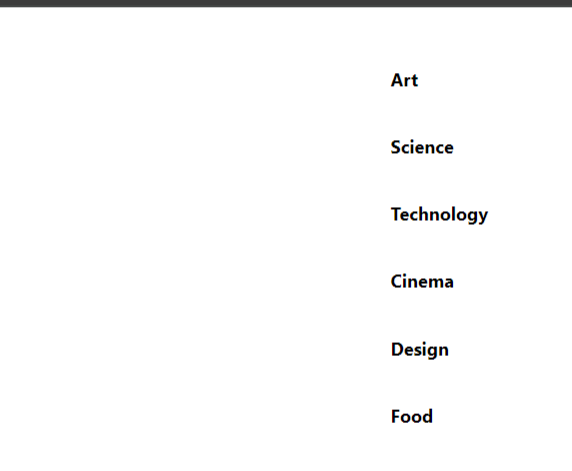 Art
Science
Technology
Cinema
Design
Food